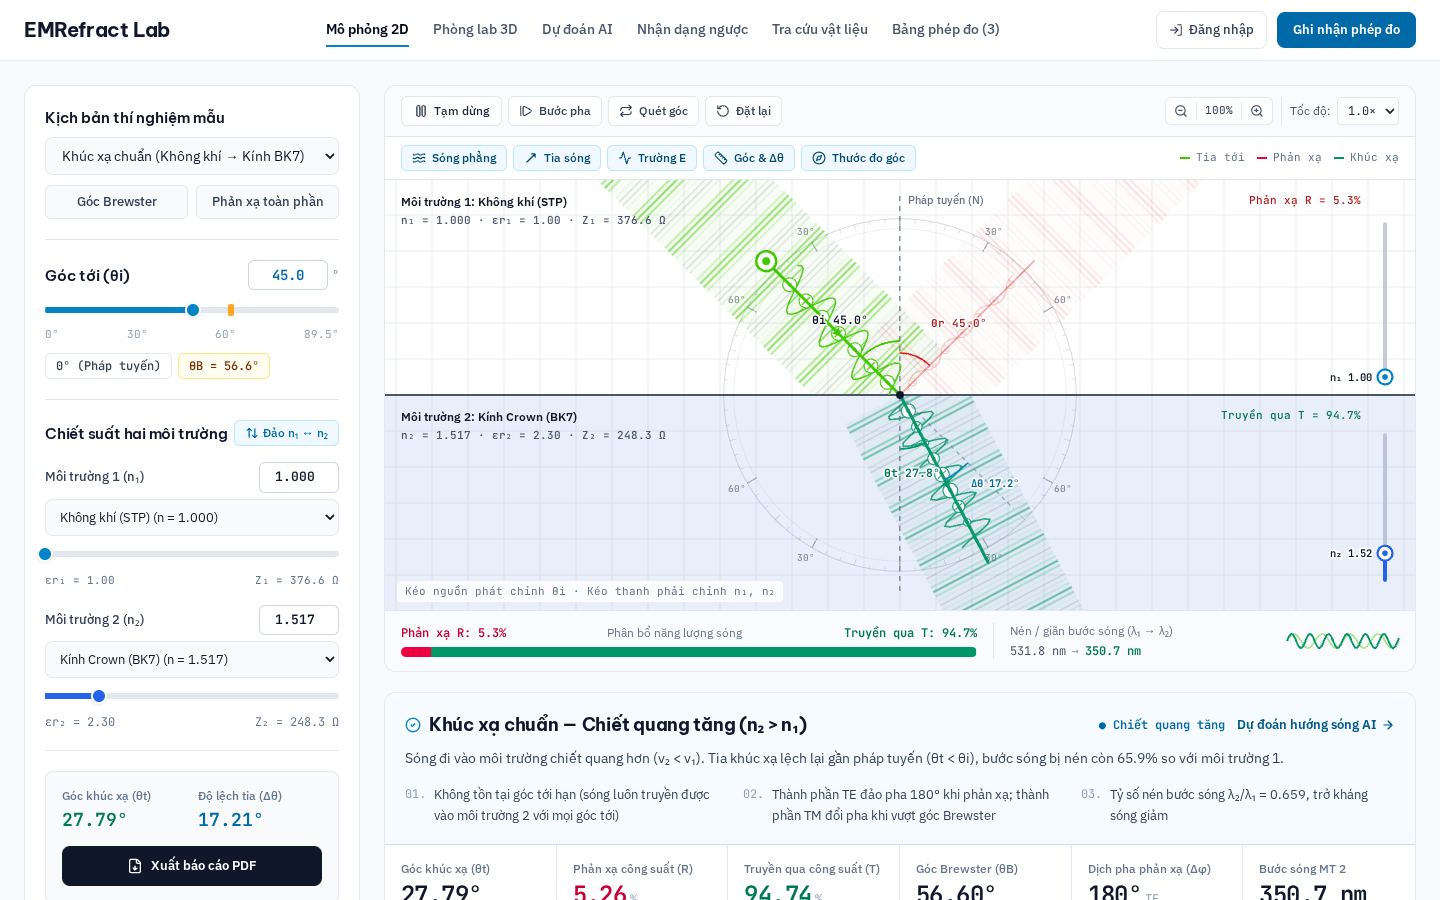 EMRefract Lab
Mô phỏng 2D
Phòng lab 3D
Dự đoán AI
Nhận dạng ngược
Tra cứu vật liệu
Bảng phép đo (3)
Đăng nhập
Ghi nhận phép đo
Kịch bản thí nghiệm mẫu
Khúc xạ chuẩn (Không khí → Kính BK7)
Góc Brewster
Phản xạ toàn phần
Góc tới (θi)
45.0 °
0° 30° 60° 89.5°
0° (Pháp tuyến)
θB = 56.6°
Chiết suất hai môi trường
Đảo n₁ ↔ n₂
Môi trường 1 (n₁)
1.000
Không khí (STP) (n = 1.000)
εr₁ = 1.00
Z₁ = 376.6 Ω
Môi trường 2 (n₂)
1.517
Kính Crown (BK7) (n = 1.517)
εr₂ = 2.30
Z₂ = 248.3 Ω
Góc khúc xạ (θt)
27.79°
Độ lệch tia (Δθ)
17.21°
Xuất báo cáo PDF
Tạm dừng
Bước pha
Quét góc
Đặt lại
100%
Tốc độ:
1.0×
Sóng phẳng
Tia sóng
Trường E
Góc & Δθ
Thước đo góc
Tia tới
Phản xạ
Khúc xạ
Môi trường 1: Không khí (STP)
n₁ = 1.000 · εr₁ = 1.00 · Z₁ = 376.6 Ω
Pháp tuyến (N)
Phản xạ R = 5.3%
30°
30°
60°
60°
θi 45.0°
θr 45.0°
n₁ 1.00
Môi trường 2: Kính Crown (BK7)
n₂ = 1.517 · εr₂ = 2.30 · Z₂ = 248.3 Ω
Truyền qua T = 94.7%
θt 27.8°
Δθ 17.2°
60°
60°
30°
30°
n₂ 1.52
Kéo nguồn phát chỉnh θi · Kéo thanh phải chỉnh n₁, n₂
Phản xạ R: 5.3%
Phân bổ năng lượng sóng
Truyền qua T: 94.7%
Nén / giãn bước sóng (λ₁ → λ₂)
531.8 nm → 350.7 nm
Khúc xạ chuẩn — Chiết quang tăng (n₂ > n₁)
Chiết quang tăng
Dự đoán hướng sóng AI →
Sóng đi vào môi trường chiết quang hơn (v₂ < v₁). Tia khúc xạ lệch lại gần pháp tuyến (θt < θi), bước sóng bị nén còn 65.9% so với môi trường 1.
01. Không tồn tại góc tới hạn (sóng luôn truyền được
vào môi trường 2 với mọi góc tới)
02. Thành phần TE đảo pha 180° khi phản xạ; thành
phần TM đổi pha khi vượt góc Brewster
03. Tỷ số nén bước sóng λ₂/λ₁ = 0.659, trở kháng
sóng giảm
Góc khúc xạ (θt)
27.79°
Phản xạ công suất (R)
5.26 %
Truyền qua công suất (T)
94.74 %
Góc Brewster (θB)
56.60°
Dịch pha phản xạ (Δφ)
180° TE
Bước sóng MT 2
350.7 nm